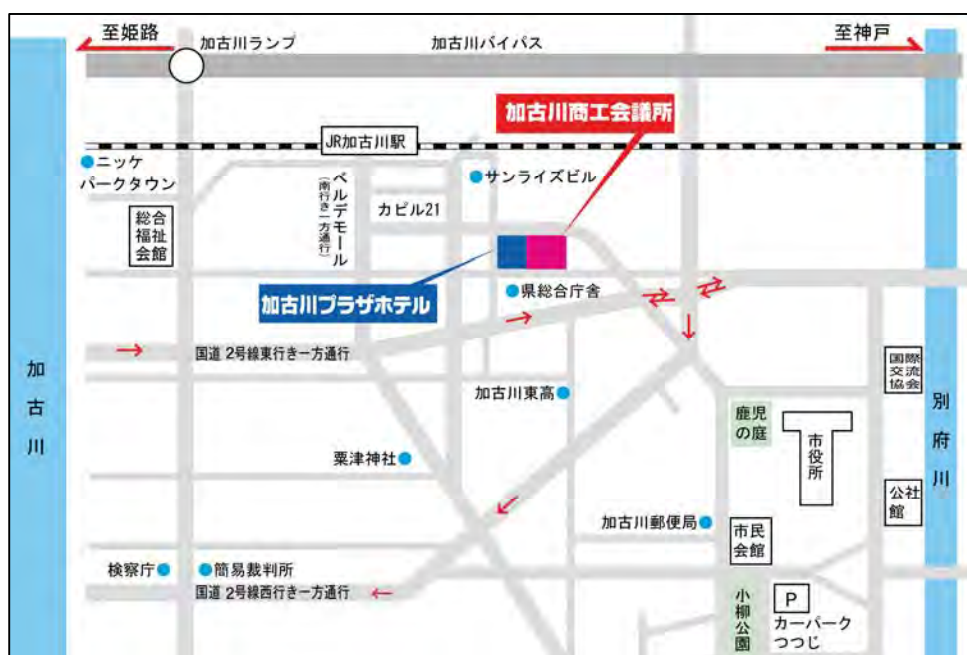 至姫路
加古川ランプ
加古川バイパス
至神戸
加古川商工会議所
JR加古川駅
ニッケ
パークタウン
サンライズビル
ベルデモール
(南行き一方通行)
カビル21
総合
福祉
会館
加古川プラザホテル
県総合庁舎
国道 2号線東行き一方通行
加古川
加古川東高
国際
交流
協会
別府川
鹿児
の庭
市役所
粟津神社
公社
館
加古川郵便局
市民
会館
検察庁
簡易裁判所
国道 2号線西行き一方通行
小柳公園
P
カーパーク
つつじ